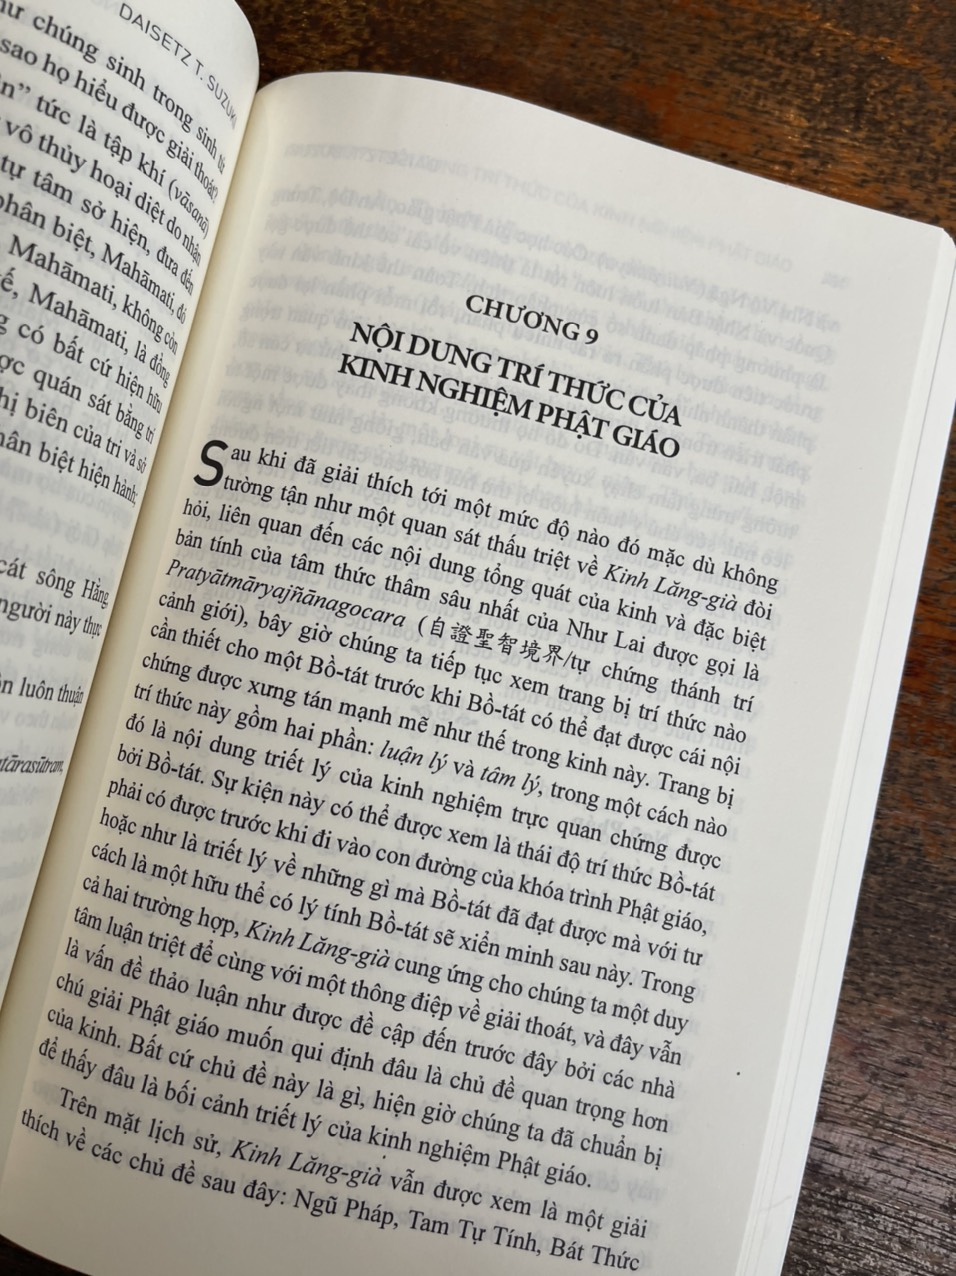 DAISETZ T. SUZUKI
chúng sinh trong sinh tử
sao họ hiểu được giải thoát?
tức là tập khí (vāsanā)
vô thủy hoại diệt do nhận
tự tâm sở hiện, đưa đến
phân biệt, Mahāmati, đó
Mahāmati, không còn
Mahāmati, là đồng
có bất cứ hiện hữu
quán sát bằng trí
biên của tri và sở
biệt hiện hành;
cát sông Hằng
người này thực
luôn thuận
CHƯƠNG 9
NỘI DUNG TRÍ THỨC CỦA
KINH NGHIỆM PHẬT GIÁO
Sau khi đã giải thích tới một mức độ nào đó mặc dù không
tường tận như một quan sát thấu triệt về Kinh Lăng-già đòi
hỏi, liên quan đến các nội dung tổng quát của kinh và đặc biệt
bản tính của tâm thức thâm sâu nhất của Như Lai được gọi là
Pratyātmāryajñānagocara (自證聖智境界/tự chứng thánh trí
cảnh giới), bây giờ chúng ta tiếp tục xem trang bị trí thức nào
cần thiết cho một Bồ-tát trước khi Bồ-tát có thể đạt được cái nội
chứng được xưng tán mạnh mẽ như thế trong kinh này. Trang bị
trí thức này gồm hai phần: luận lý và tâm lý, trong một cách nào
đó là nội dung triết lý của kinh nghiệm trực quan chứng được
bởi Bồ-tát. Sự kiện này có thể được xem là thái độ trí thức Bồ-tát
phải có được trước khi đi vào con đường của khóa trình Phật giáo,
hoặc như là triết lý về những gì mà Bồ-tát đã đạt được mà với tư
cách là một hữu thể có lý tính Bồ-tát sẽ xiển minh sau này. Trong
cả hai trường hợp, Kinh Lăng-già cung ứng cho chúng ta một duy
tâm luận triệt để cùng với một thông điệp về giải thoát, và đây vẫn
là vấn đề thảo luận như được đề cập đến trước đây bởi các nhà
chú giải Phật giáo muốn qui định đâu là chủ đề quan trọng hơn
của kinh. Bất cứ chủ đề này là gì, hiện giờ chúng ta đã chuẩn bị
để thấy đâu là bối cảnh triết lý của kinh nghiệm Phật giáo.
Trên mặt lịch sử, Kinh Lăng-già vẫn được xem là một giải
thích về các chủ đề sau đây: Ngũ Pháp, Tam Tự Tính, Bát Thức